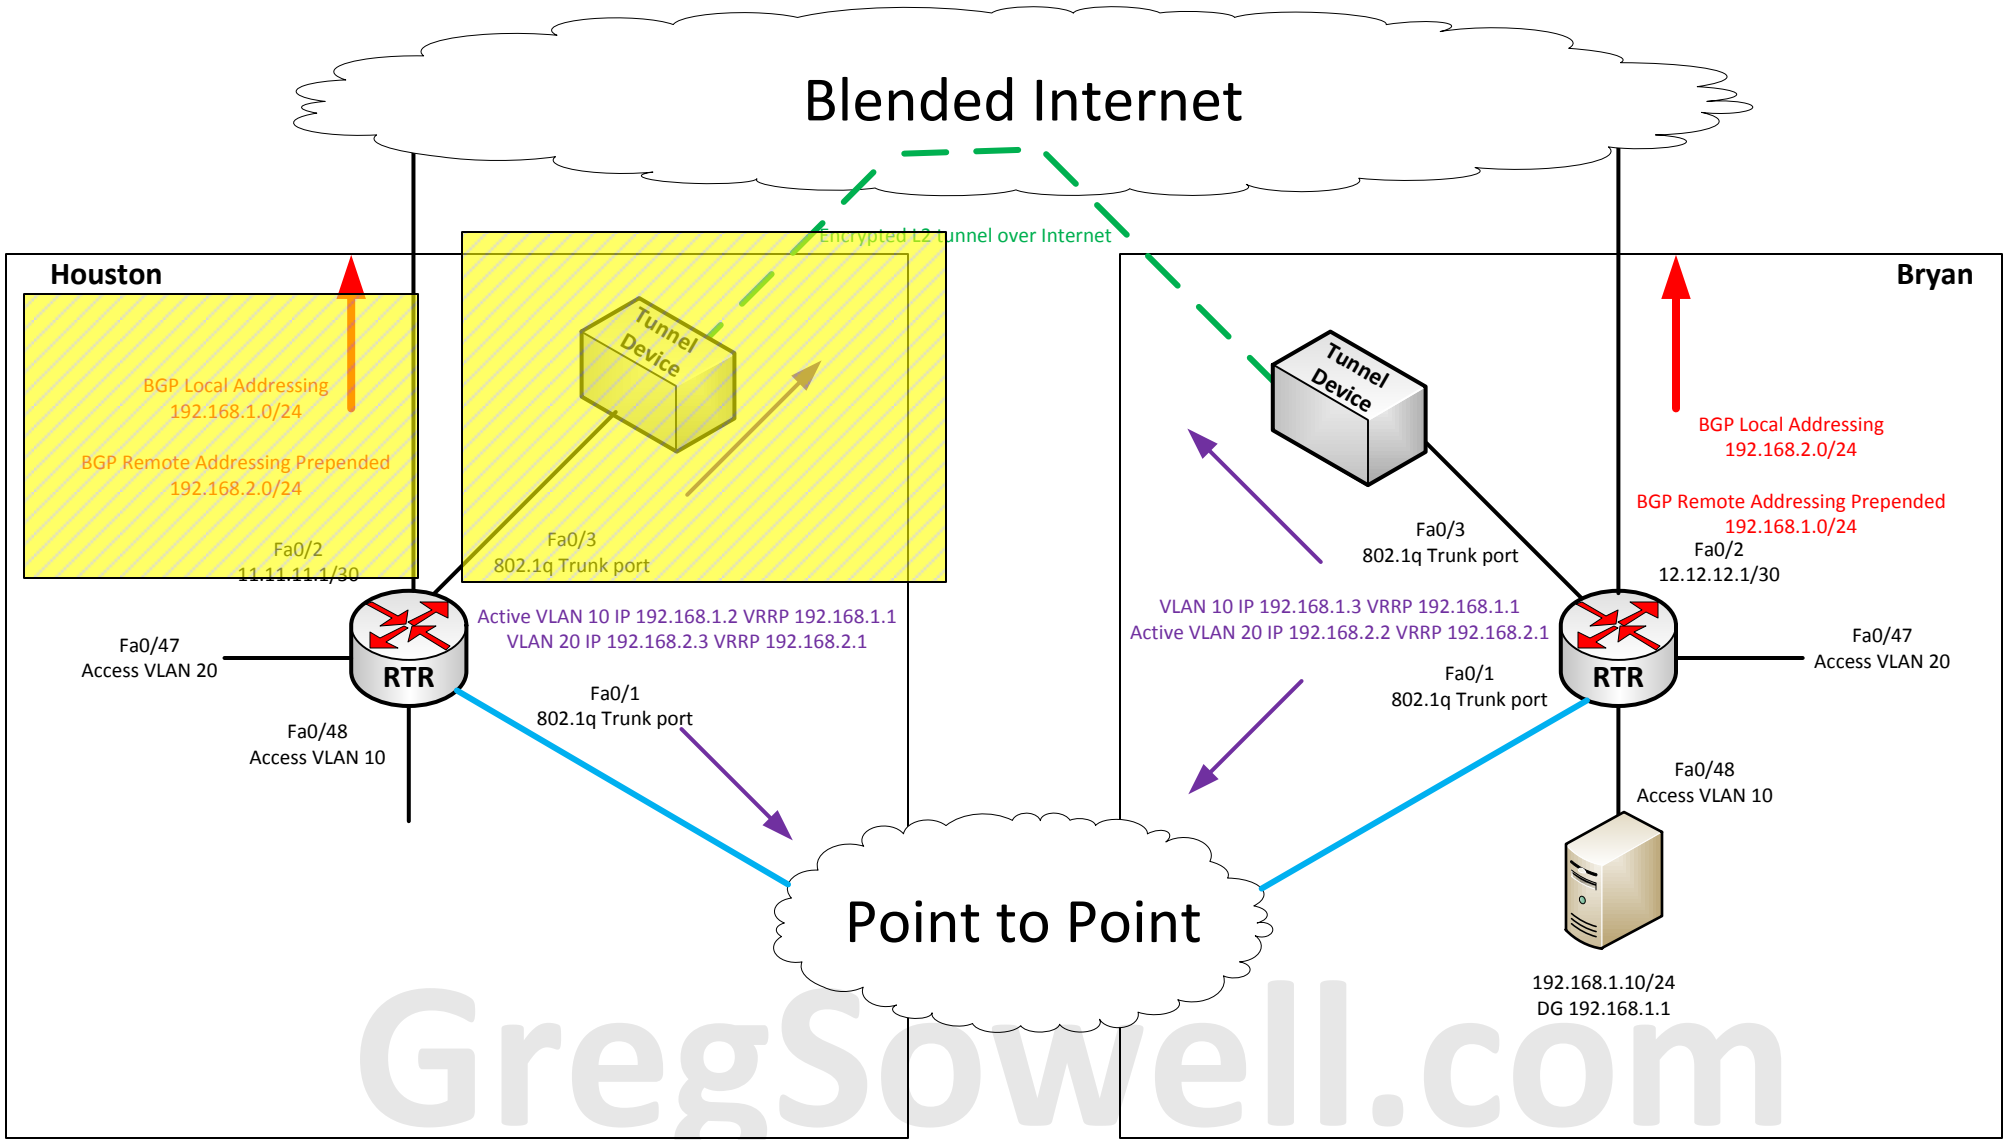 Blended Internet
Encrypted L2 tunnel over Internet
Houston
Bryan
Tunnel
Device
BGP Local Addressing
192.168.1.0/24
BGP Remote Addressing Prepended
192.168.2.0/24
Fa0/2
11.11.11.1/30
Fa0/3
802.1q Trunk port
Active VLAN 10 IP 192.168.1.2 VRRP 192.168.1.1
VLAN 20 IP 192.168.2.3 VRRP 192.168.2.1
Fa0/47
Access VLAN 20
RTR
Fa0/1
802.1q Trunk port
Fa0/48
Access VLAN 10
Tunnel
Device
BGP Local Addressing
192.168.2.0/24
BGP Remote Addressing Prepended
192.168.1.0/24
Fa0/3
802.1q Trunk port
Fa0/2
12.12.12.1/30
VLAN 10 IP 192.168.1.3 VRRP 192.168.1.1
Active VLAN 20 IP 192.168.2.2 VRRP 192.168.2.1
Fa0/1
802.1q Trunk port
RTR
Fa0/47
Access VLAN 20
Fa0/48
Access VLAN 10
Point to Point
192.168.1.10/24
DG 192.168.1.1
GregSowell.com